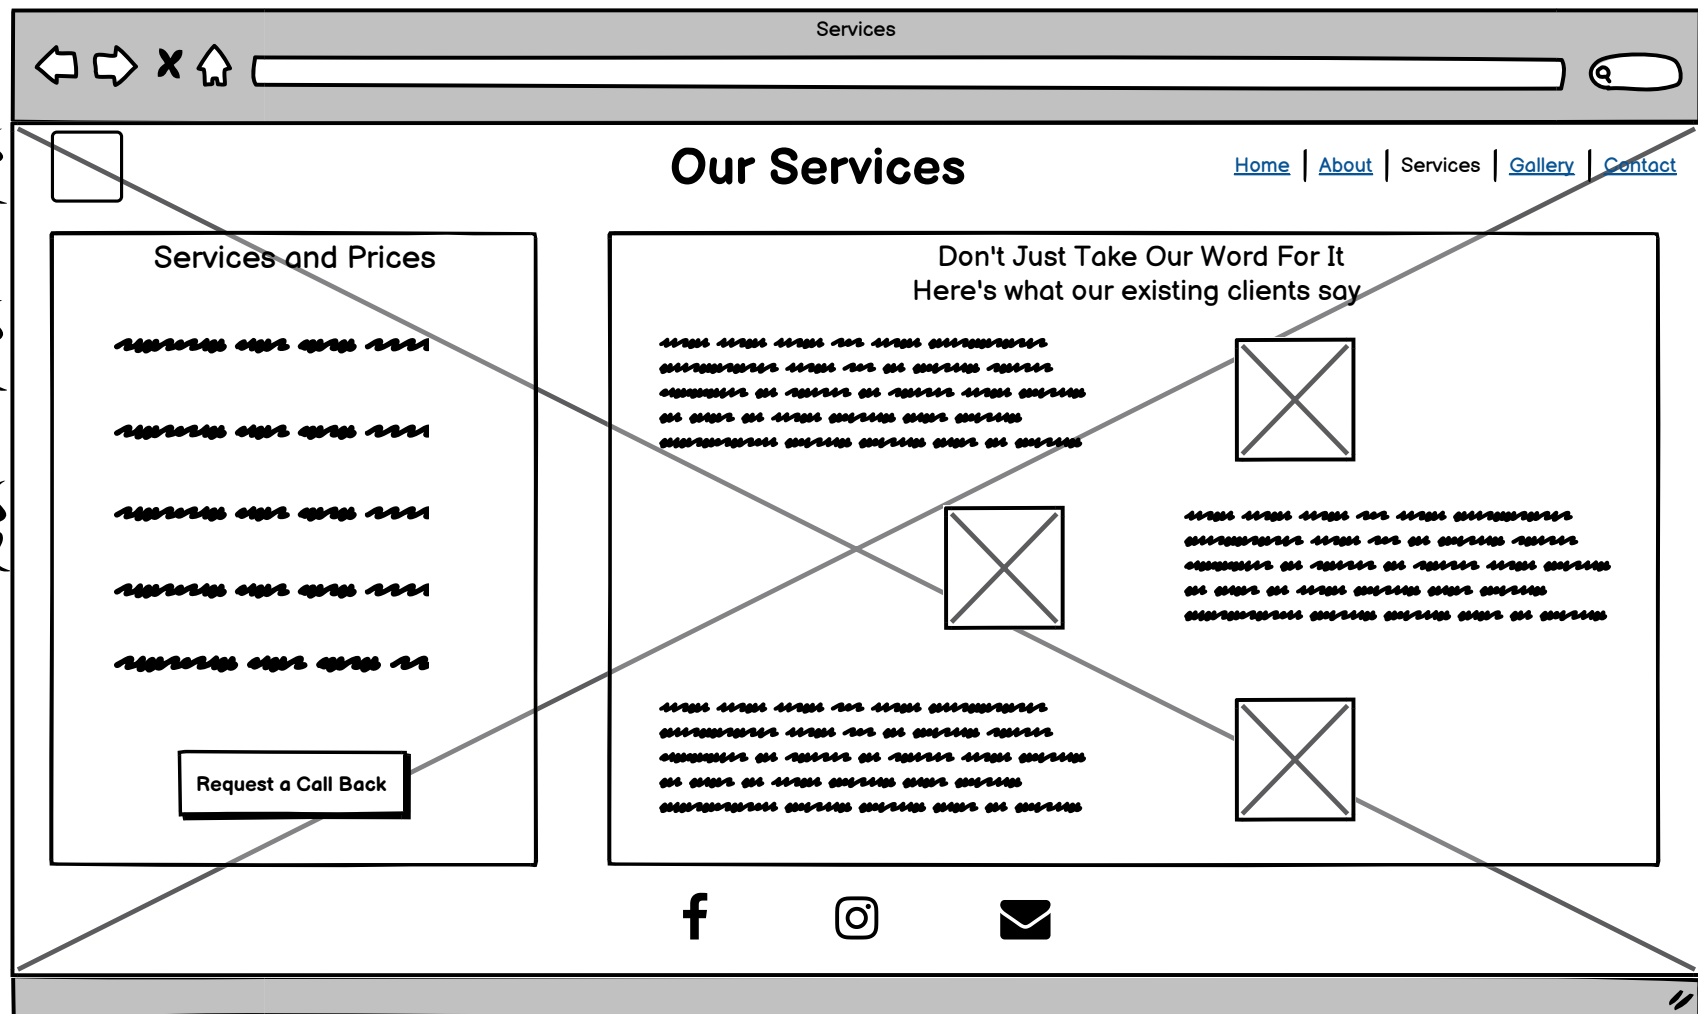 Services
Our Services
Home About Services Gallery Contact
Services and Prices
Request a Call Back
Don't Just Take Our Word For It
Here's what our existing clients say